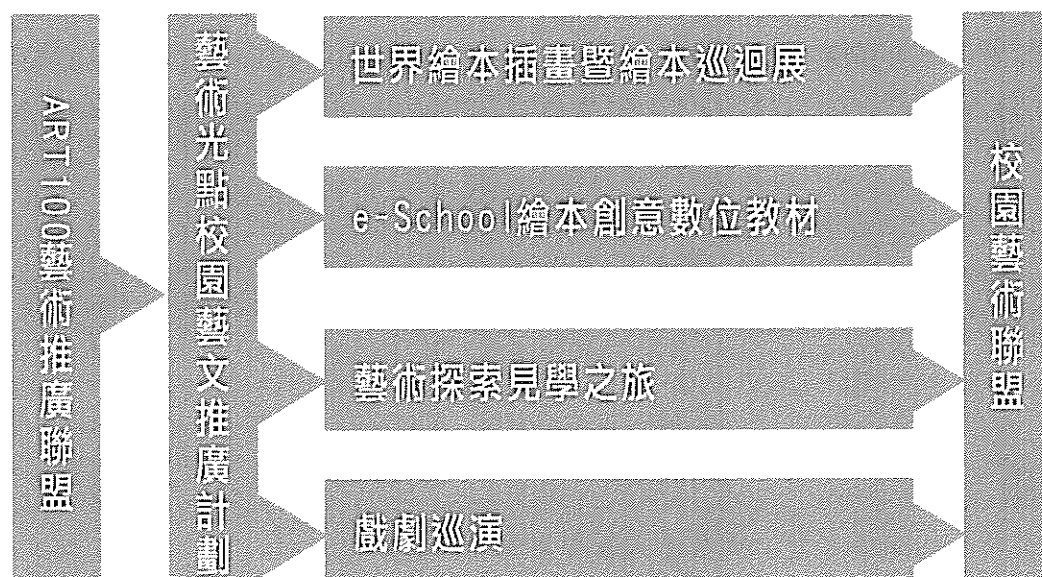 ART100藝術推廣聯盟
藝術光點校園藝文推廣計劃
世界繪本插畫暨繪本巡迴展
e-School繪本創意數位教材
藝術探索見學之旅
戲劇巡演
校園藝術聯盟